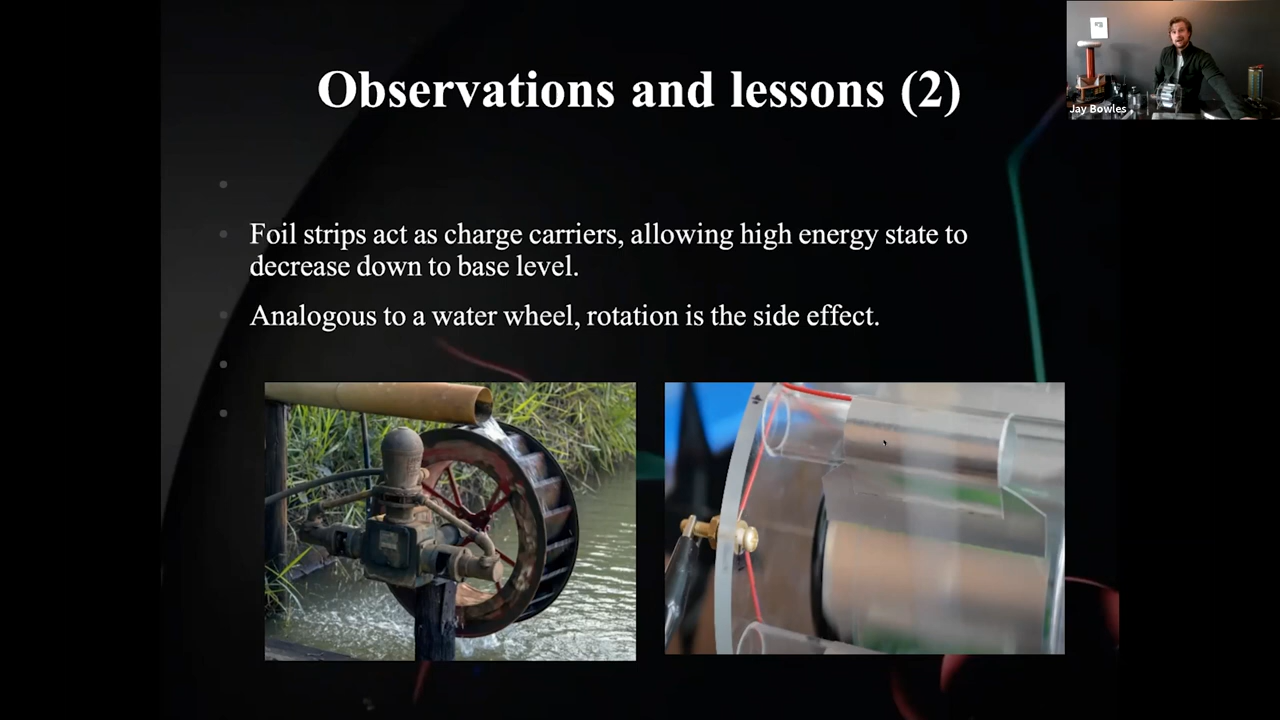 Observations and lessons (2)
Jay Bowles
Foil strips act as charge carriers, allowing high energy state to
decrease down to base level.
Analogous to a water wheel, rotation is the side effect.